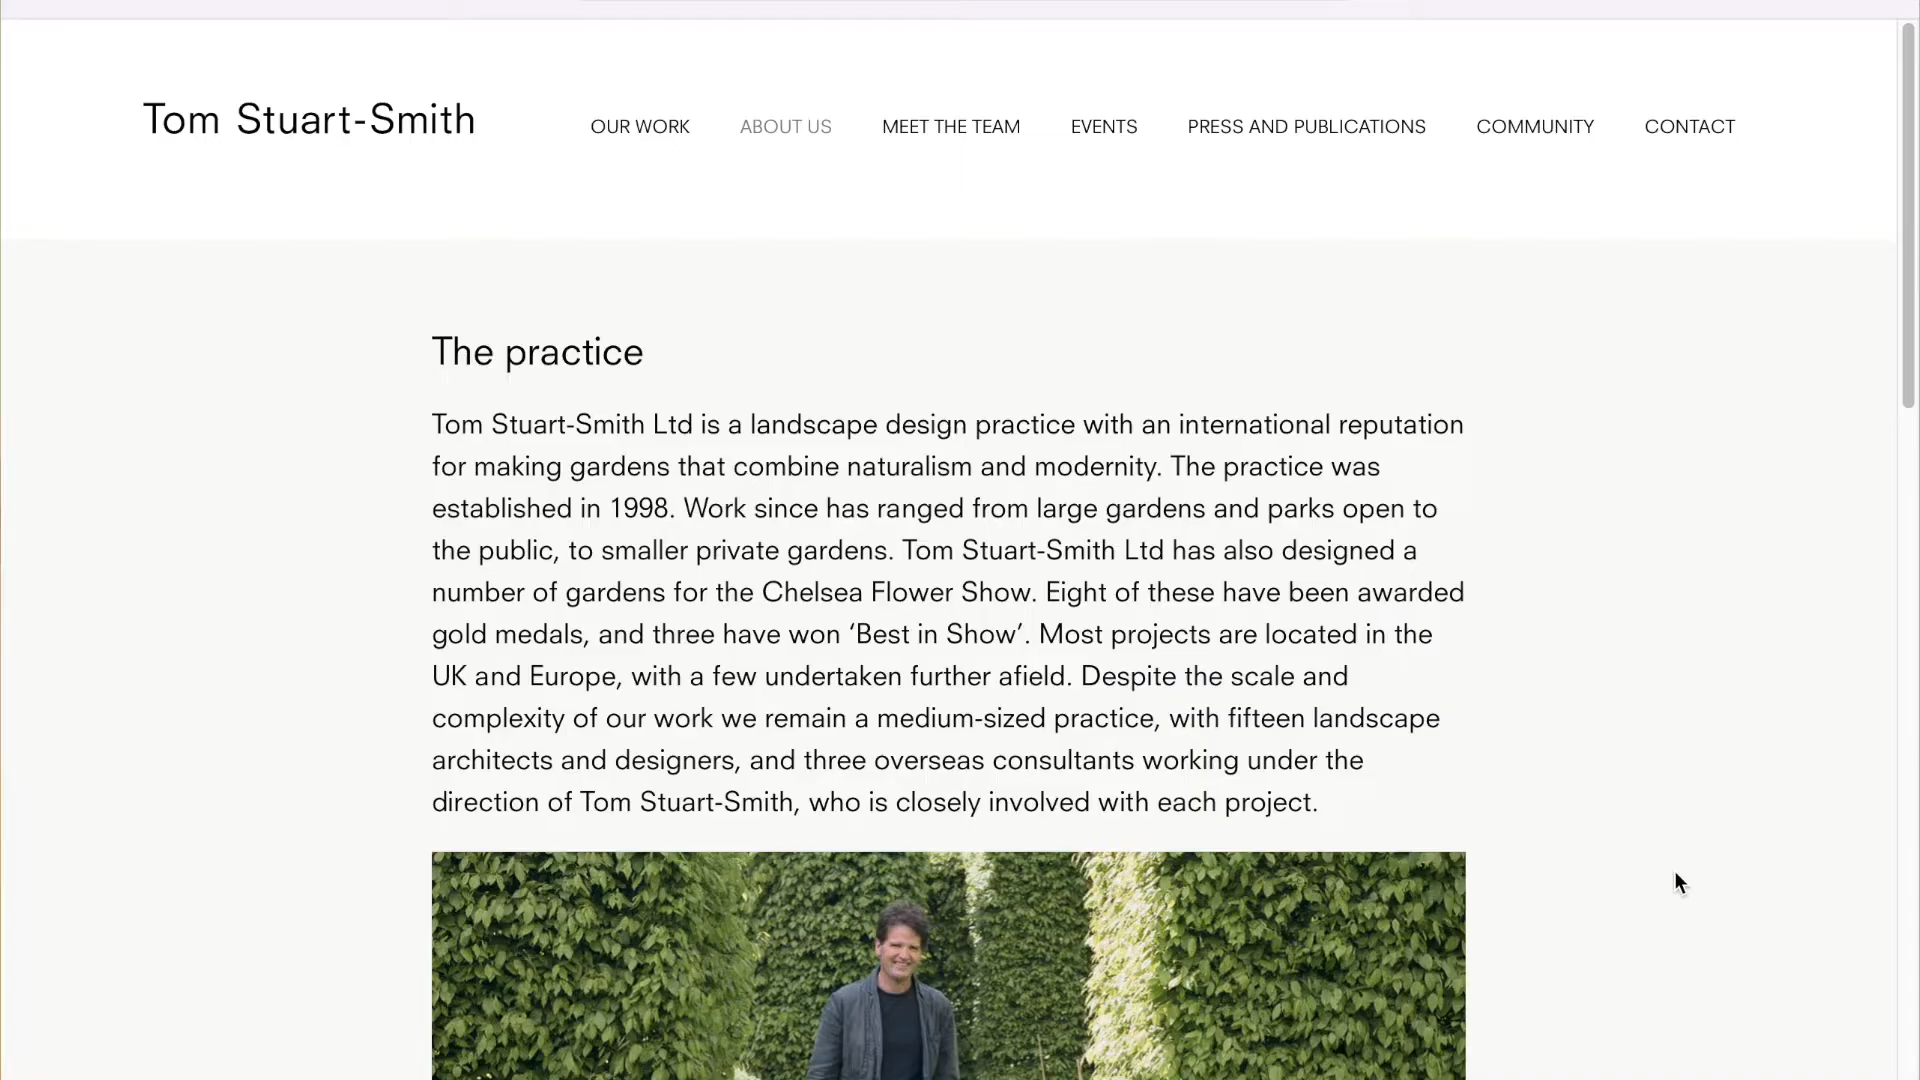 Tom Stuart-Smith
OUR WORK ABOUT US MEET THE TEAM EVENTS PRESS AND PUBLICATIONS COMMUNITY CONTACT
The practice
Tom Stuart-Smith Ltd is a landscape design practice with an international reputation
for making gardens that combine naturalism and modernity. The practice was
established in 1998. Work since has ranged from large gardens and parks open to
the public, to smaller private gardens. Tom Stuart-Smith Ltd has also designed a
number of gardens for the Chelsea Flower Show. Eight of these have been awarded
gold medals, and three have won ‘Best in Show’. Most projects are located in the
UK and Europe, with a few undertaken further afield. Despite the scale and
complexity of our work we remain a medium-sized practice, with fifteen landscape
architects and designers, and three overseas consultants working under the
direction of Tom Stuart-Smith, who is closely involved with each project.